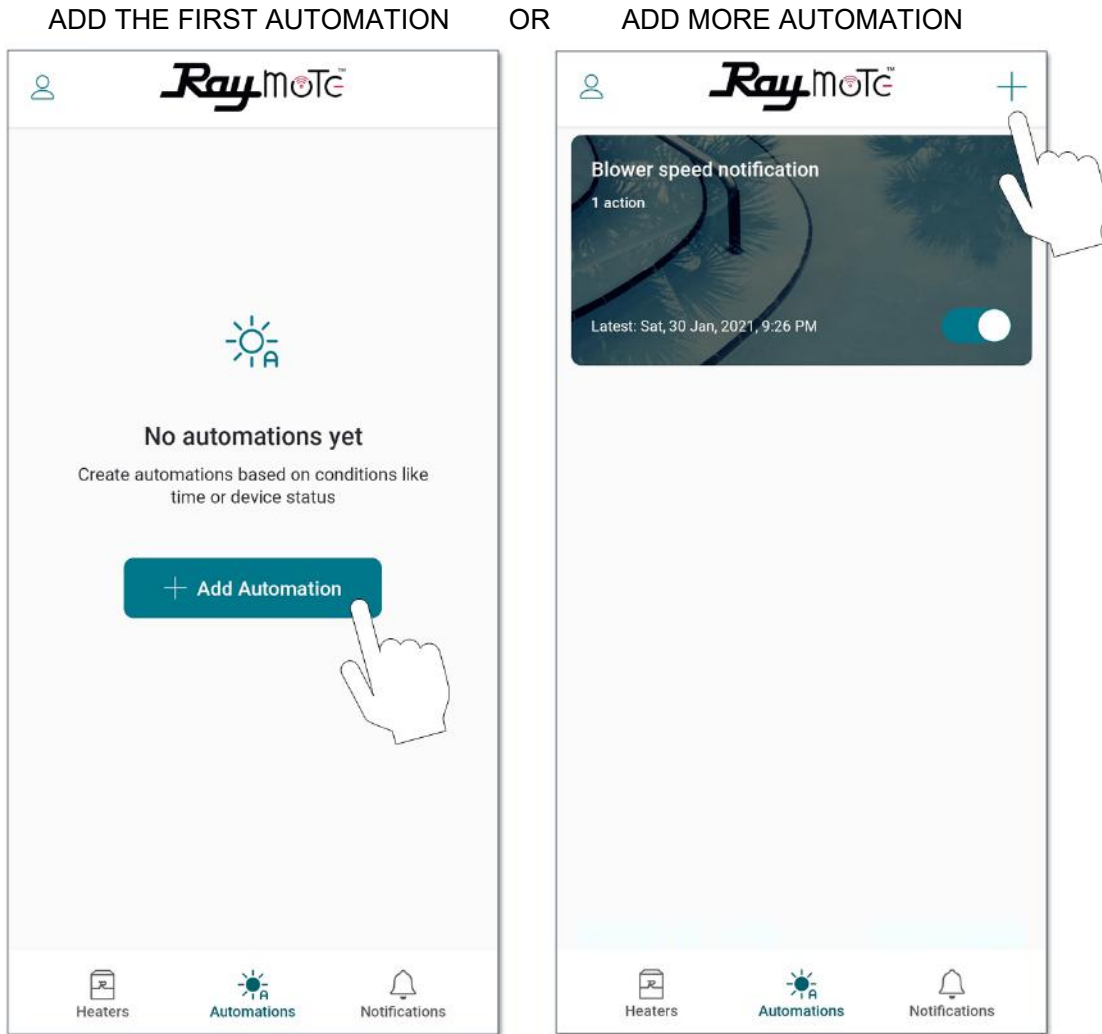 ADD THE FIRST AUTOMATION OR ADD MORE AUTOMATION
RayMoTe™
No automations yet
Create automations based on conditions like
time or device status
+ Add Automation
Heaters Automations Notifications
RayMoTe™ +
Blower speed notification
1 action
Latest: Sat, 30 Jan, 2021, 9:26 PM
Heaters Automations Notifications